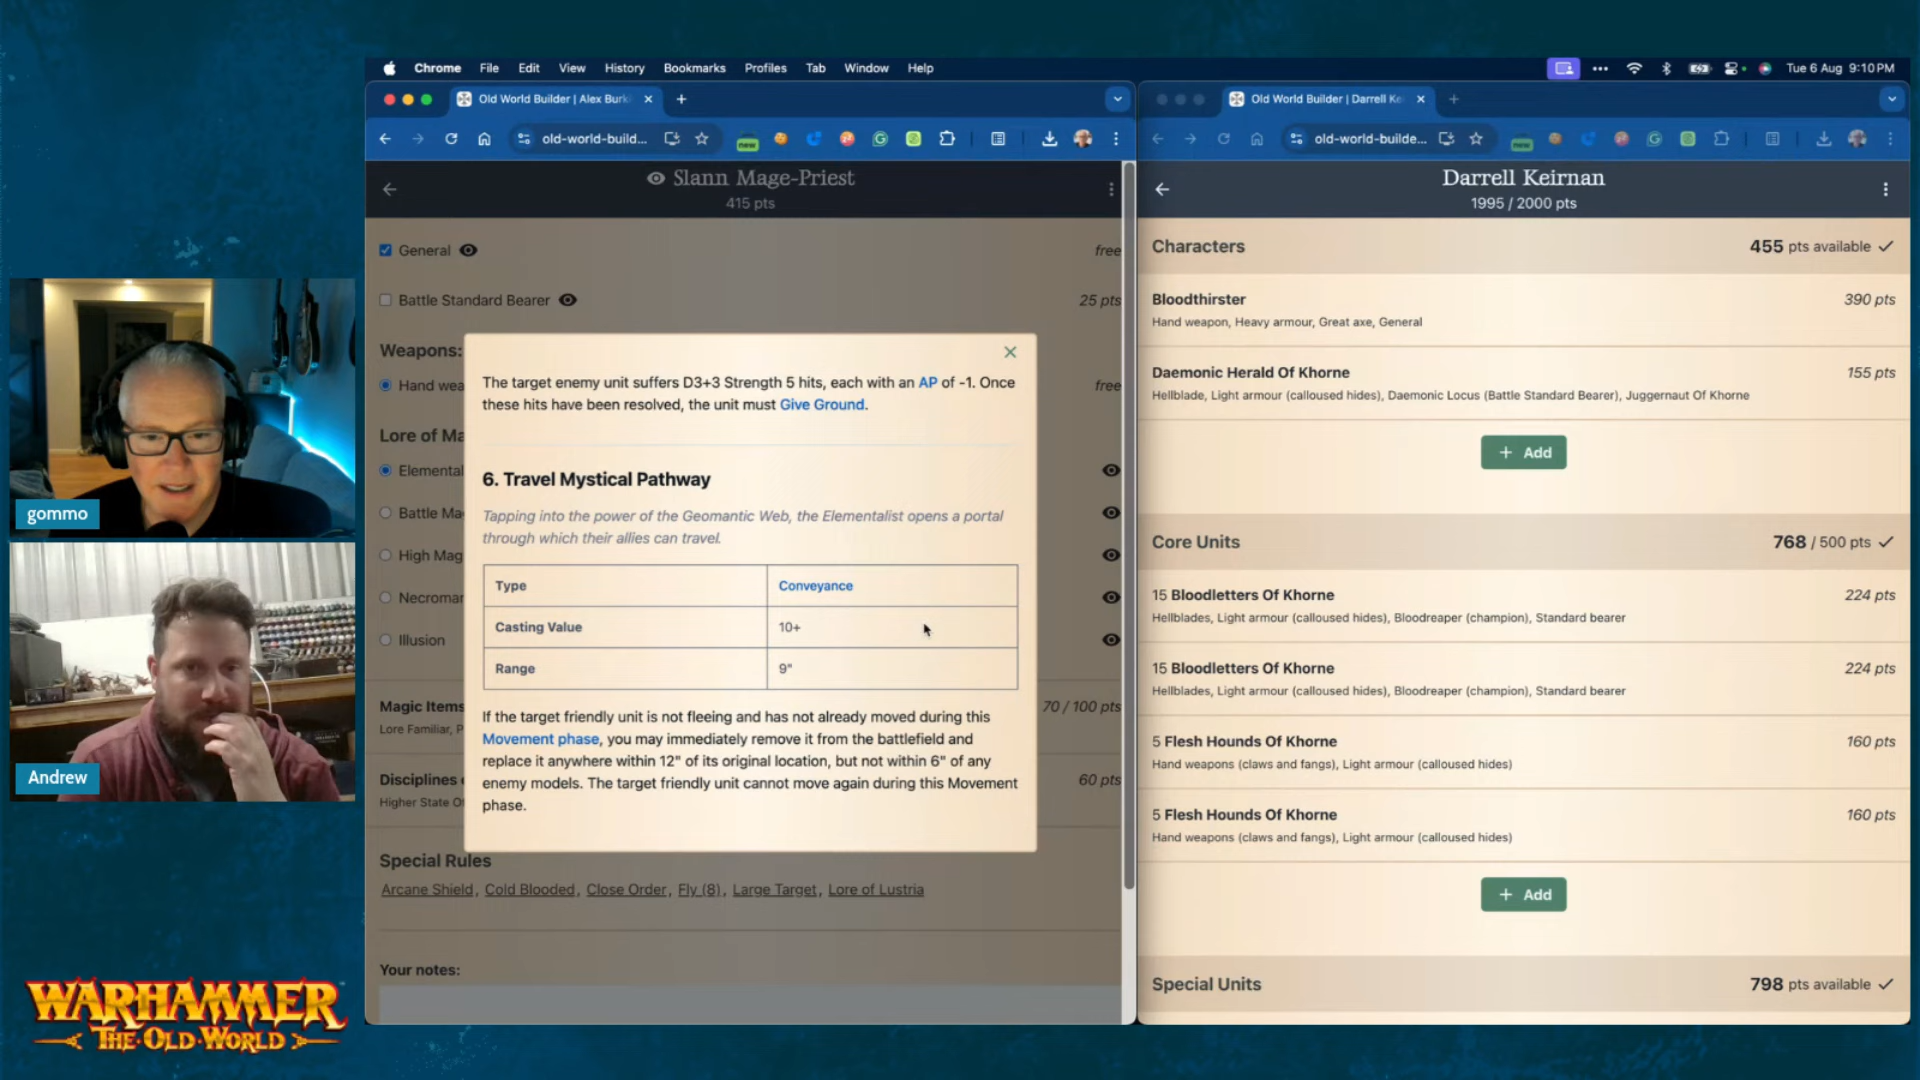 Chrome File Edit View History Bookmarks Profiles Tab Window Help
Tue 6 Aug 9:10 PM
Old World Builder | Alex Burk
old-world-build...
new
Slann Mage-Priest
415 pts
General
free
Battle Standard Bearer
25 pts
Weapons:
Hand wea
free
Lore of Ma
Elemental
Battle Ma
High Mag
Necromar
Illusion
Magic Items
70 / 100 pts
Lore Familiar, P
Disciplines
60 pts
Higher State Of
The target enemy unit suffers D3+3 Strength 5 hits, each with an AP of -1. Once
these hits have been resolved, the unit must Give Ground.
6. Travel Mystical Pathway
Tapping into the power of the Geomantic Web, the Elementalist opens a portal
through which their allies can travel.
Type Conveyance
Casting Value 10+
Range 9"
If the target friendly unit is not fleeing and has not already moved during this
Movement phase, you may immediately remove it from the battlefield and
replace it anywhere within 12" of its original location, but not within 6" of any
enemy models. The target friendly unit cannot move again during this Movement
phase.
Special Rules
Arcane Shield, Cold Blooded, Close Order, Fly (8), Large Target, Lore of Lustria
Your notes:
Old World Builder | Darrell Ke
old-world-builde...
new
Darrell Keirnan
1995 / 2000 pts
Characters
455 pts available
Bloodthirster
390 pts
Hand weapon, Heavy armour, Great axe, General
Daemonic Herald Of Khorne
155 pts
Hellblade, Light armour (calloused hides), Daemonic Locus (Battle Standard Bearer), Juggernaut Of Khorne
+ Add
Core Units
768 / 500 pts
15 Bloodletters Of Khorne
224 pts
Hellblades, Light armour (calloused hides), Bloodreaper (champion), Standard bearer
15 Bloodletters Of Khorne
224 pts
Hellblades, Light armour (calloused hides), Bloodreaper (champion), Standard bearer
5 Flesh Hounds Of Khorne
160 pts
Hand weapons (claws and fangs), Light armour (calloused hides)
5 Flesh Hounds Of Khorne
160 pts
Hand weapons (claws and fangs), Light armour (calloused hides)
+ Add
Special Units
798 pts available
gommo
Andrew
WARHAMMER
THE OLD WORLD